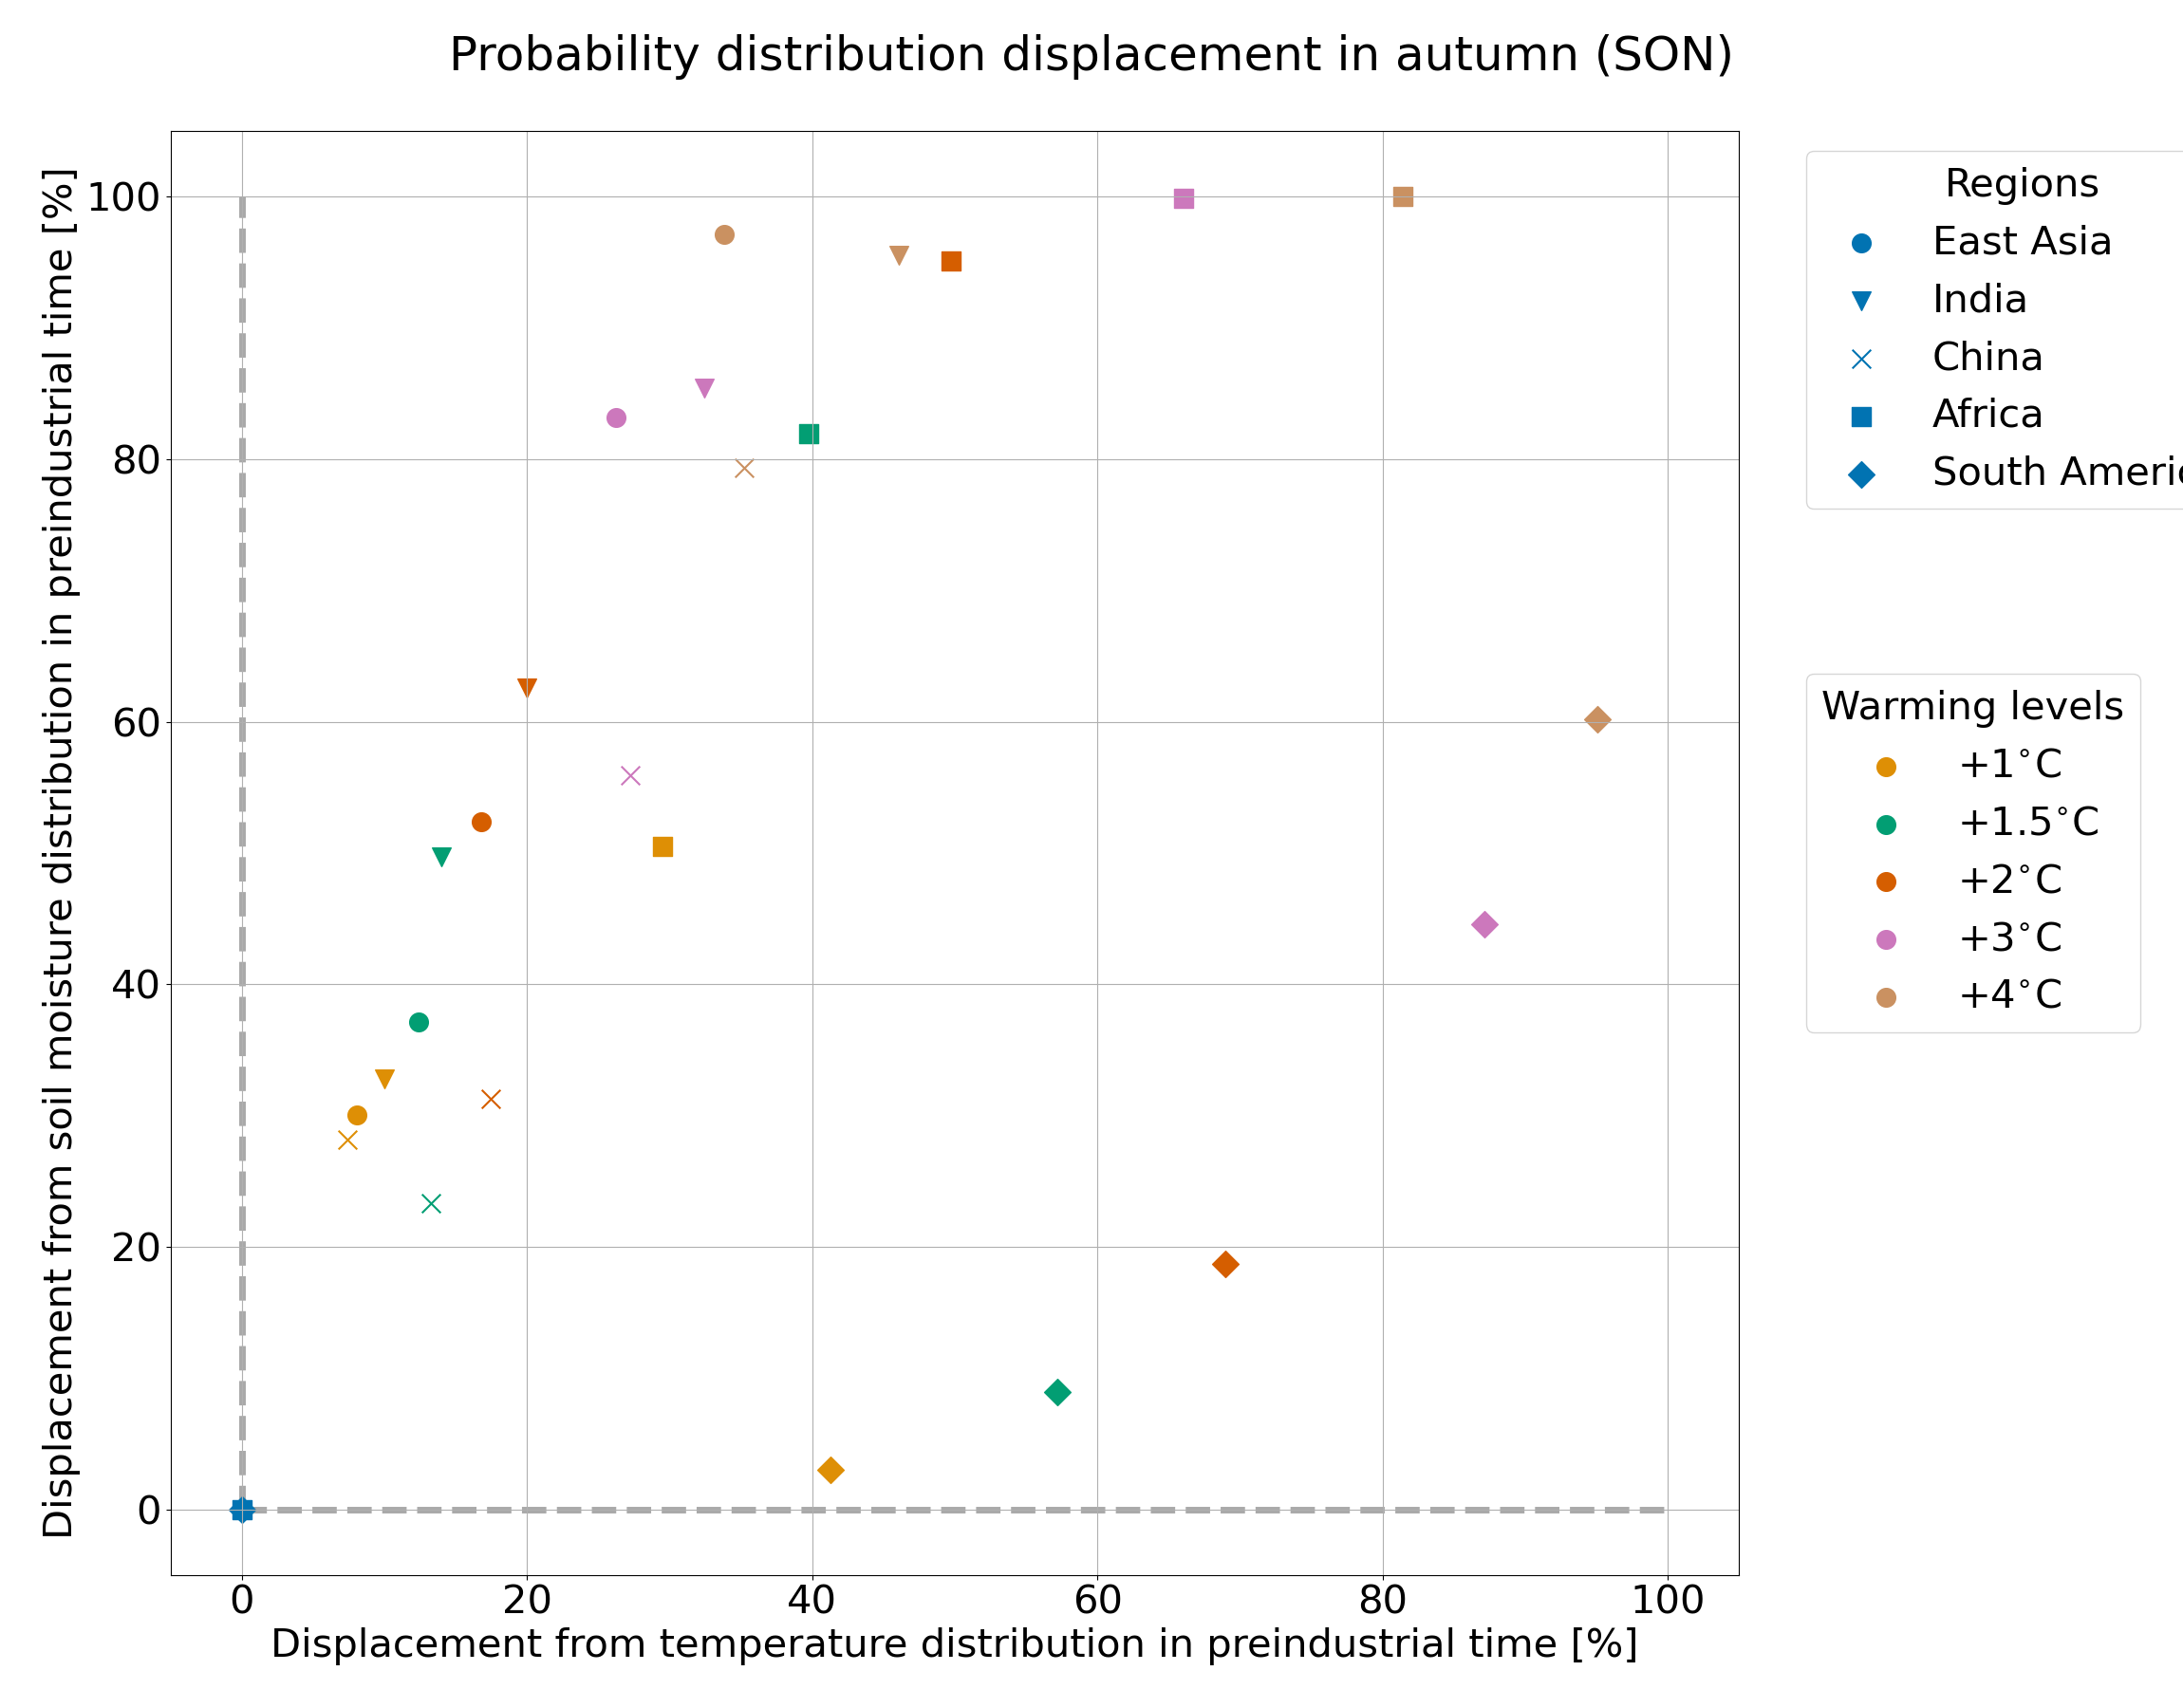 Probability distribution displacement in autumn (SON)
Displacement from soil moisture distribution in preindustrial time [%]
100
80
60
40
20
0
0 20 40 60 80 100
Displacement from temperature distribution in preindustrial time [%]
Regions
East Asia
India
China
Africa
South
Warming levels
+1°C
+1.5°C
+2°C
+3°C
+4°C